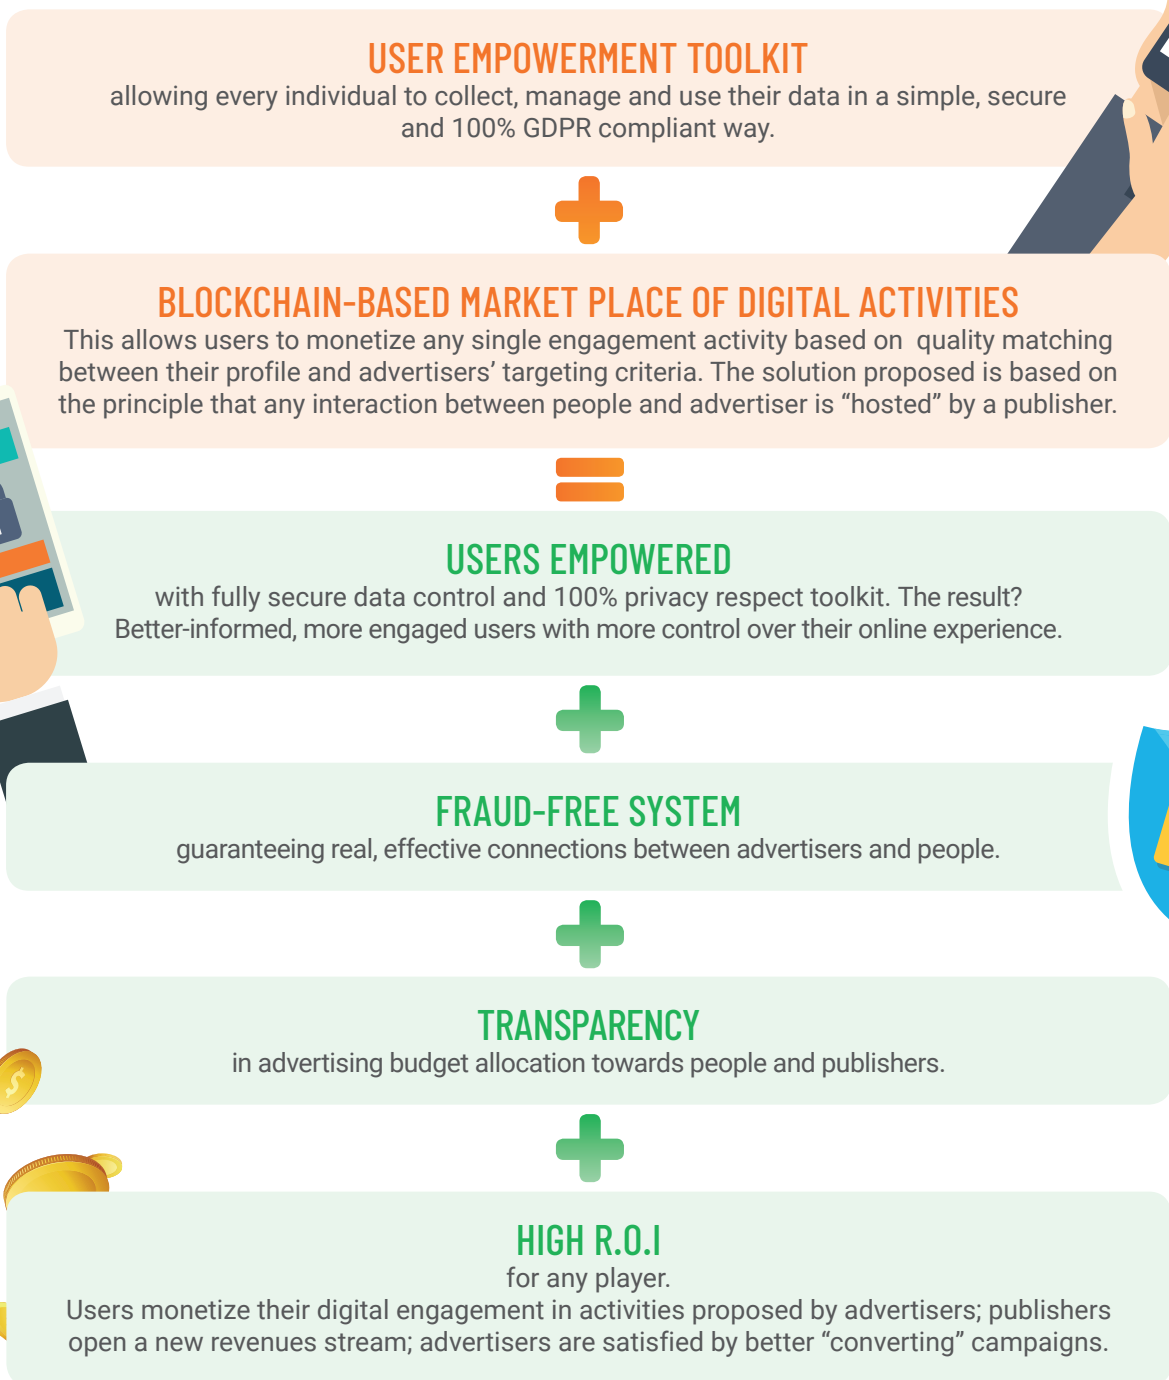 USER EMPOWERMENT TOOLKIT
allowing every individual to collect, manage and use their data in a simple, secure
and 100% GDPR compliant way.
BLOCKCHAIN-BASED MARKET PLACE OF DIGITAL ACTIVITIES
This allows users to monetize any single engagement activity based on  quality matching
between their profile and advertisers’ targeting criteria. The solution proposed is based on
the principle that any interaction between people and advertiser is “hosted” by a publisher.
USERS EMPOWERED
with fully secure data control and 100% privacy respect toolkit. The result?
Better-informed, more engaged users with more control over their online experience.
FRAUD-FREE SYSTEM
guaranteeing real, effective connections between advertisers and people.
TRANSPARENCY
in advertising budget allocation towards people and publishers.
HIGH R.O.I
for any player.
Users monetize their digital engagement in activities proposed by advertisers; publishers
open a new revenues stream; advertisers are satisfied by better “converting” campaigns.